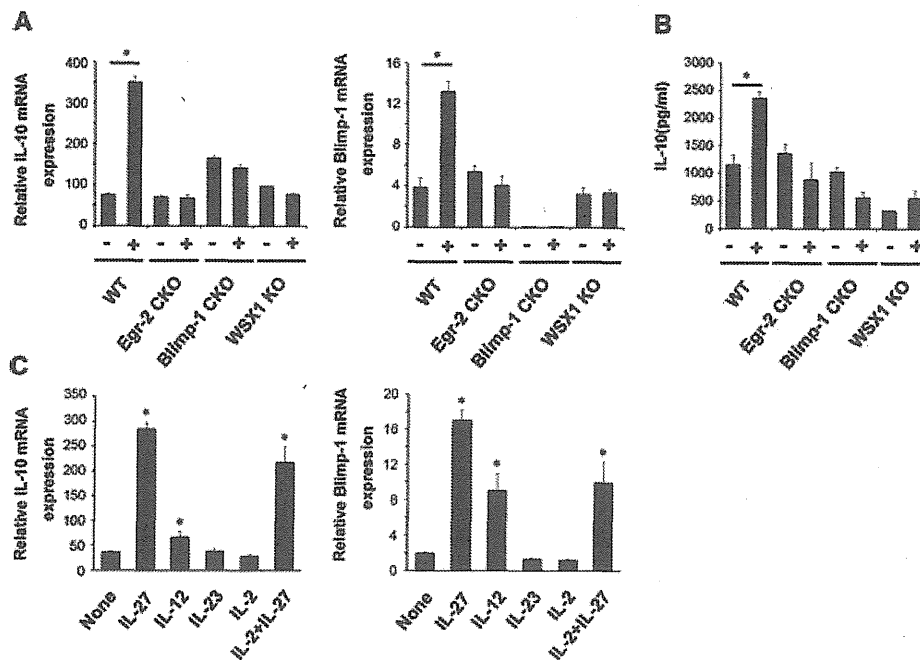 A
B
Relative IL-10 mRNA
expression
400
300
200
100
0
*
- + - + - + - +
WT
Egr-2 CKO
Blimp-1 CKO
WSX1 KO
Relative Blimp-1 mRNA
expression
16
12
8
4
0
*
- + - + - + - +
WT
Egr-2 CKO
Blimp-1 CKO
WSX1 KO
IL-10(pg/ml)
3000
2500
2000
1500
1000
500
0
*
- + - + - + - +
WT
Egr-2 CKO
Blimp-1 CKO
WSX1 KO
C
Relative IL-10 mRNA
expression
350
300
250
200
150
100
50
0
*
*
*
None
IL-27
IL-12
IL-23
IL-2
IL-2+IL-27
Relative Blimp-1 mRNA
expression
20
16
12
8
4
0
*
*
*
None
IL-27
IL-12
IL-23
IL-2
IL-2+IL-27